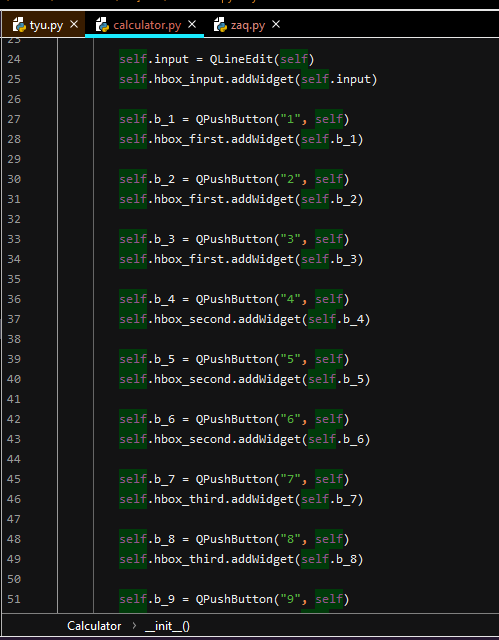 tyu.py × calculator.py × zaq.py ×
23
24 self.input = QLineEdit(self)
25 self.hbox_input.addWidget(self.input)
26
27 self.b_1 = QPushButton("1", self)
28 self.hbox_first.addWidget(self.b_1)
29
30 self.b_2 = QPushButton("2", self)
31 self.hbox_first.addWidget(self.b_2)
32
33 self.b_3 = QPushButton("3", self)
34 self.hbox_first.addWidget(self.b_3)
35
36 self.b_4 = QPushButton("4", self)
37 self.hbox_second.addWidget(self.b_4)
38
39 self.b_5 = QPushButton("5", self)
40 self.hbox_second.addWidget(self.b_5)
41
42 self.b_6 = QPushButton("6", self)
43 self.hbox_second.addWidget(self.b_6)
44
45 self.b_7 = QPushButton("7", self)
46 self.hbox_third.addWidget(self.b_7)
47
48 self.b_8 = QPushButton("8", self)
49 self.hbox_third.addWidget(self.b_8)
50
51 self.b_9 = QPushButton("9", self)
Calculator > __init__()